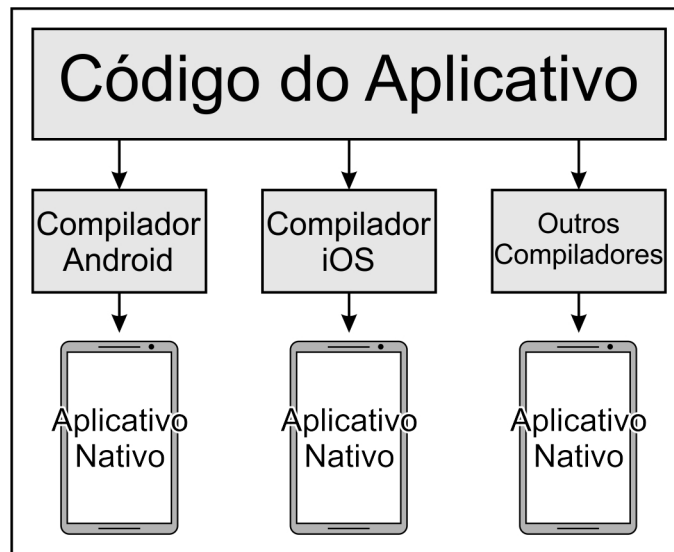 Código do Aplicativo
Compilador
Android
Compilador
iOS
Outros
Compiladores
Aplicativo
Nativo
Aplicativo
Nativo
Aplicativo
Nativo